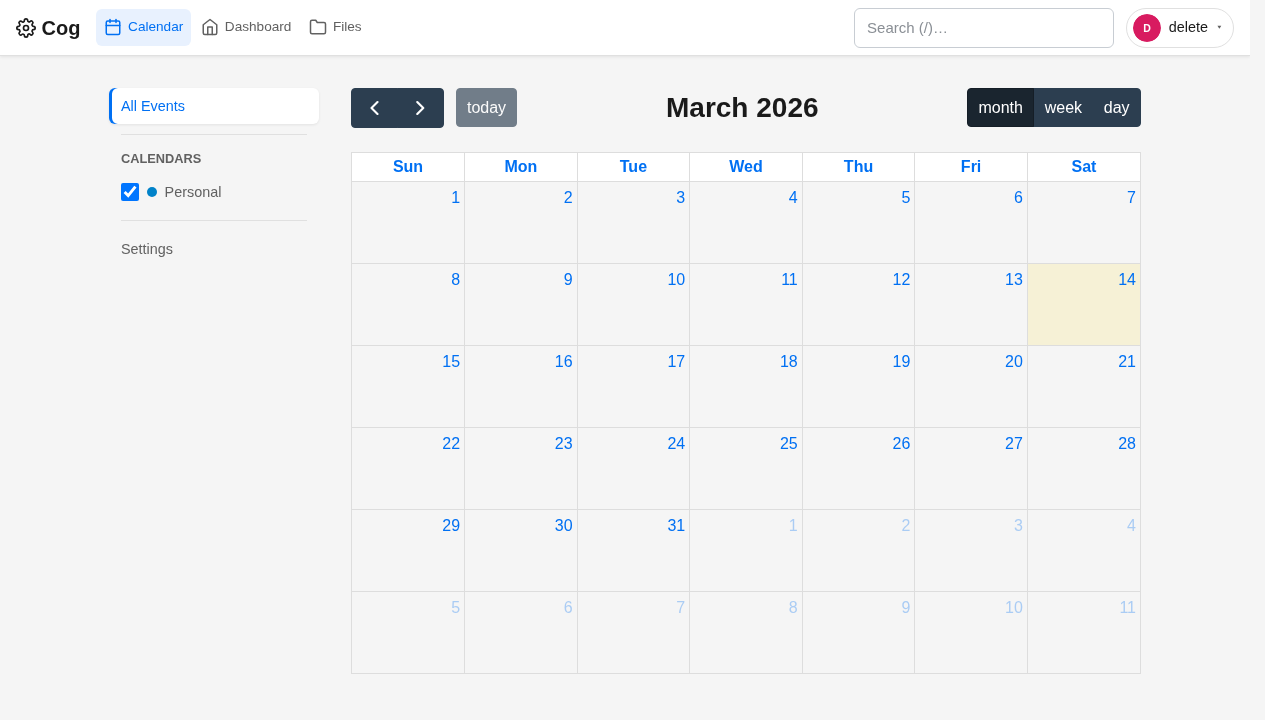 Cog
Calendar
Dashboard
Files
Search (/)…
D
delete
All Events
CALENDARS
Personal
Settings
today
March 2026
month week day
Sun Mon Tue Wed Thu Fri Sat
1 2 3 4 5 6 7
8 9 10 11 12 13 14
15 16 17 18 19 20 21
22 23 24 25 26 27 28
29 30 31 1 2 3 4
5 6 7 8 9 10 11